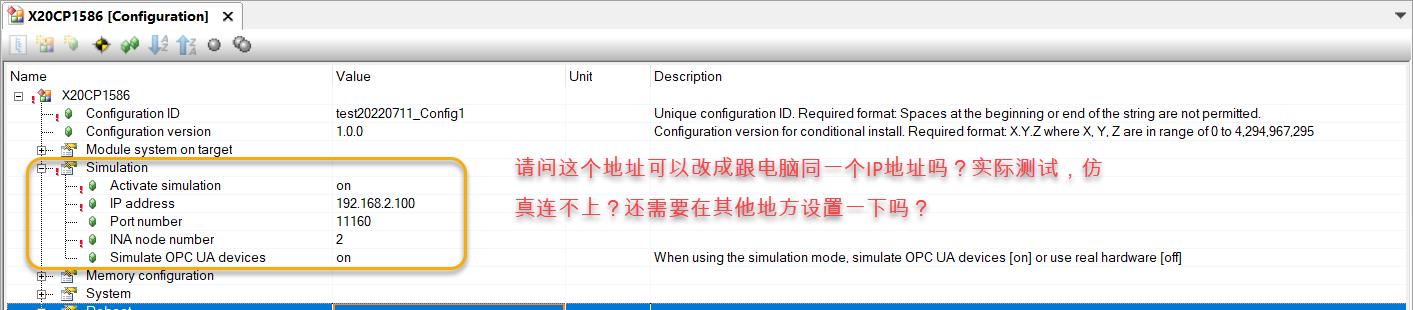 X20CP1586 [Configuration]
Name Value Unit Description
X20CP1586
Configuration ID test20220711_Config1 Unique configuration ID. Required format: Spaces at the beginning or end of the string are not permitted.
Configuration version 1.0.0 Configuration version for conditional install. Required format: X.Y.Z where X, Y, Z are in range of 0 to 4,294,967,295
Module system on target
Simulation
Activate simulation on
IP address 192.168.2.100
Port number 11160
INA node number 2
Simulate OPC UA devices on When using the simulation mode, simulate OPC UA devices [on] or use real hardware [off]
请问这个地址可以改成跟电脑同一个IP地址吗？实际测试，仿
真连不上？还需要在其他地方设置一下吗？
Memory configuration
System
Reboot